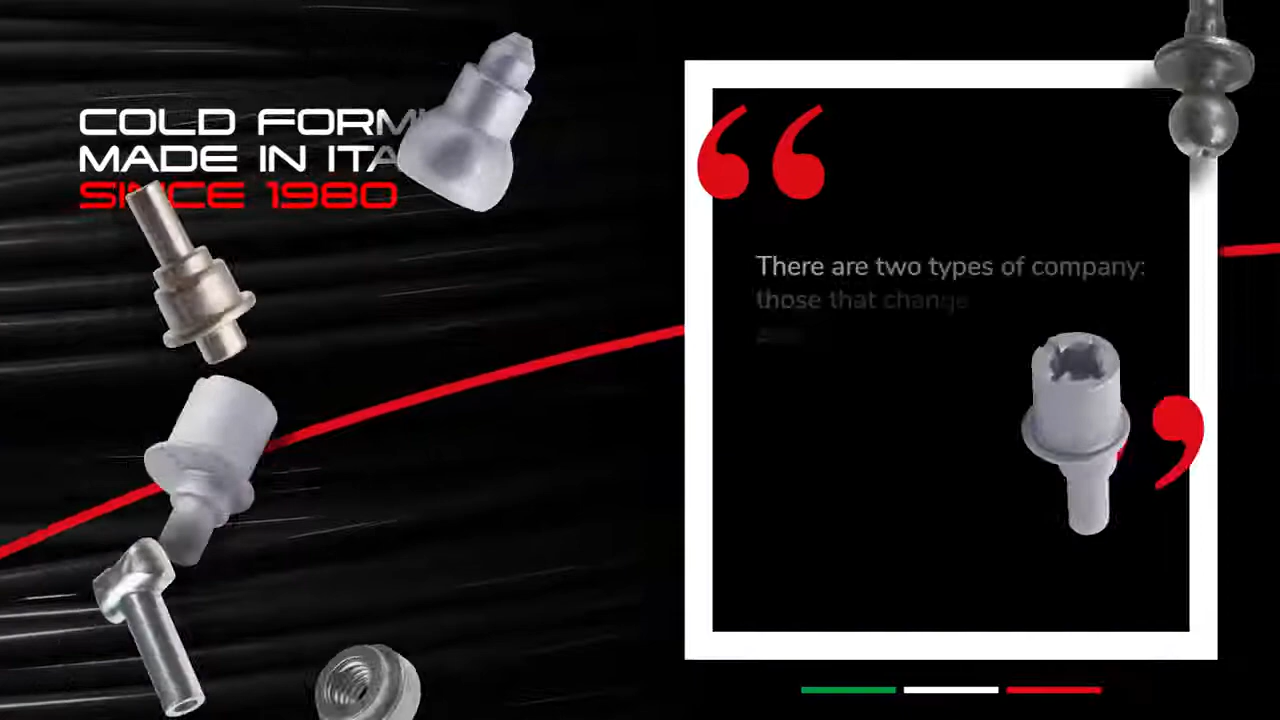 COLD FORM
MADE IN ITA
SINCE 1980
There are two types of company:
those that change